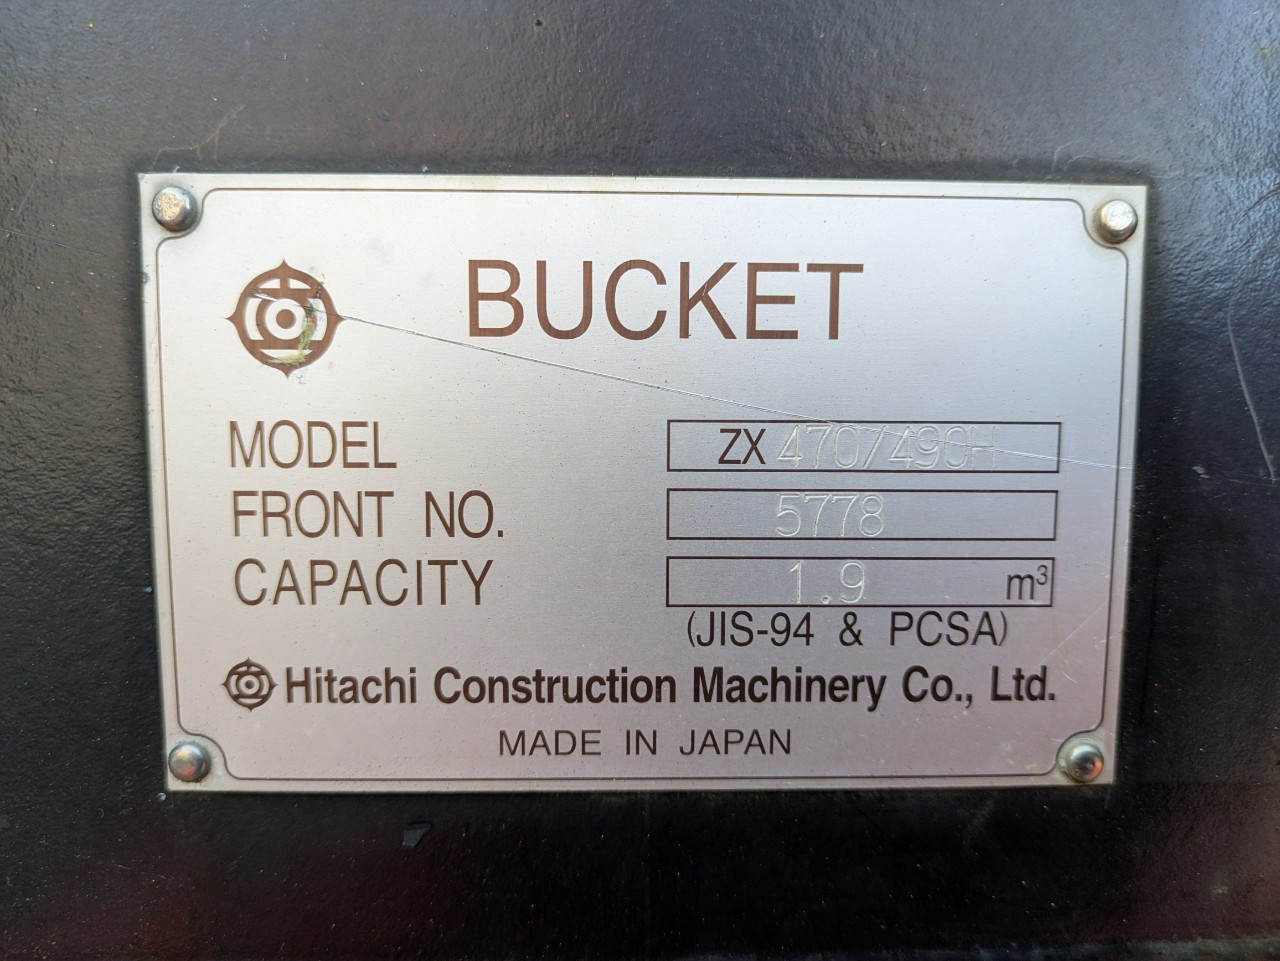 BUCKET
MODEL ZX 470/490H
FRONT NO. 5778
CAPACITY 1.9 m³
(JIS-94 & PCSA)
Hitachi Construction Machinery Co., Ltd.
MADE IN JAPAN